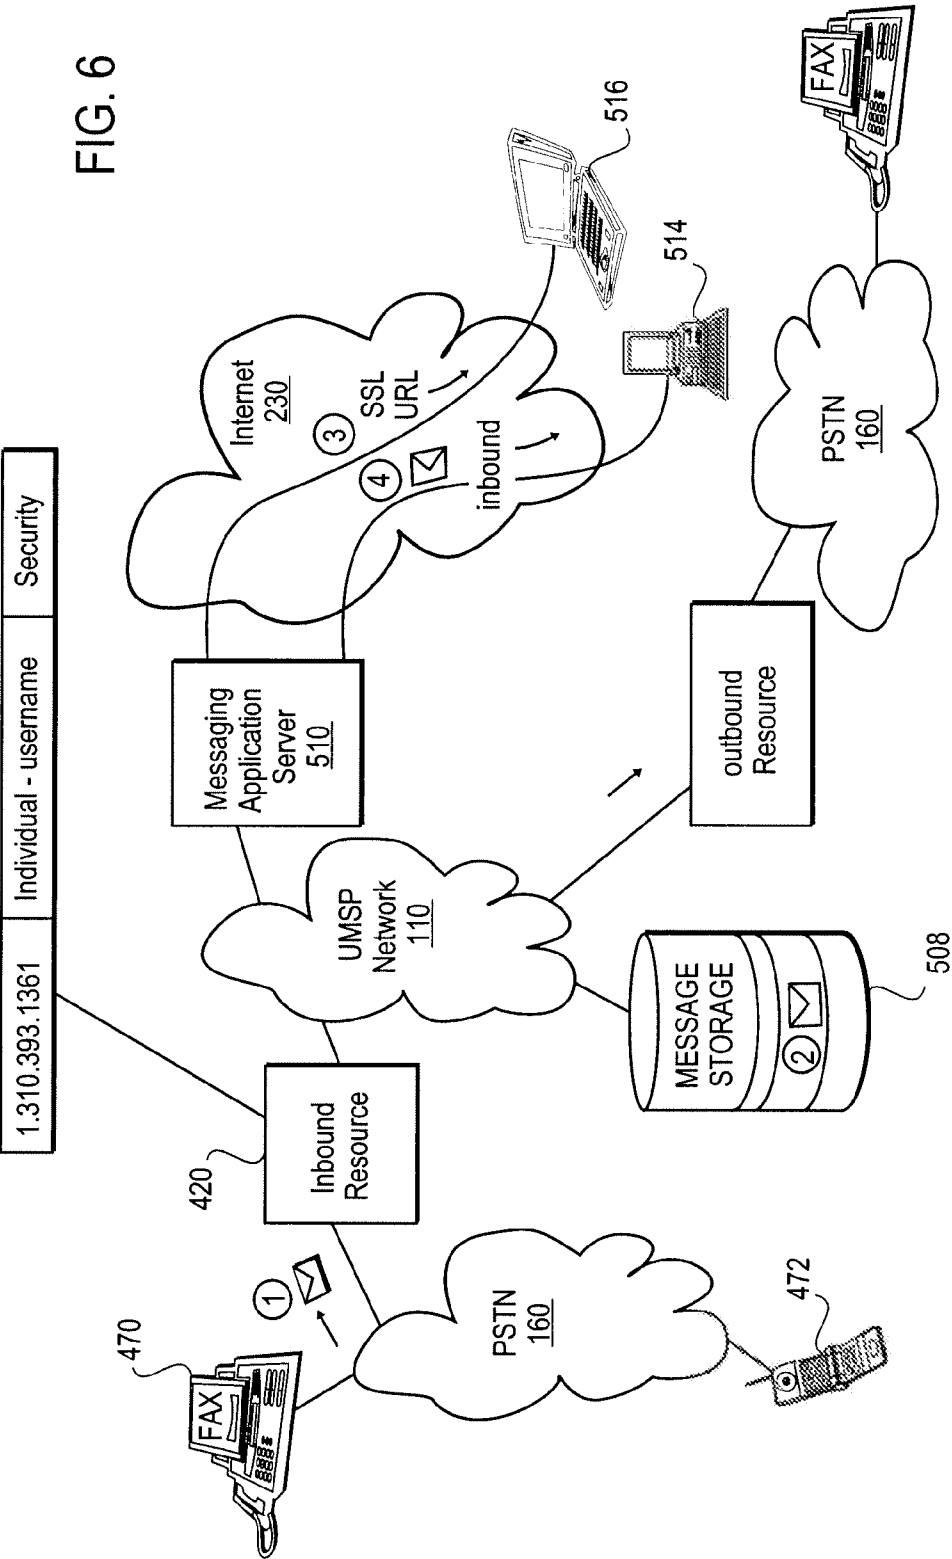 FIG. 6
1.310.393.1361
Individual - username
Security
470
FAX
1
420
Inbound
Resource
PSTN
160
472
UMSP
Network
110
MESSAGE
STORAGE
2
508
Messaging
Application
Server
510
Internet
230
3
SSL
URL
4
inbound
516
514
outbound
Resource
PSTN
160
FAX